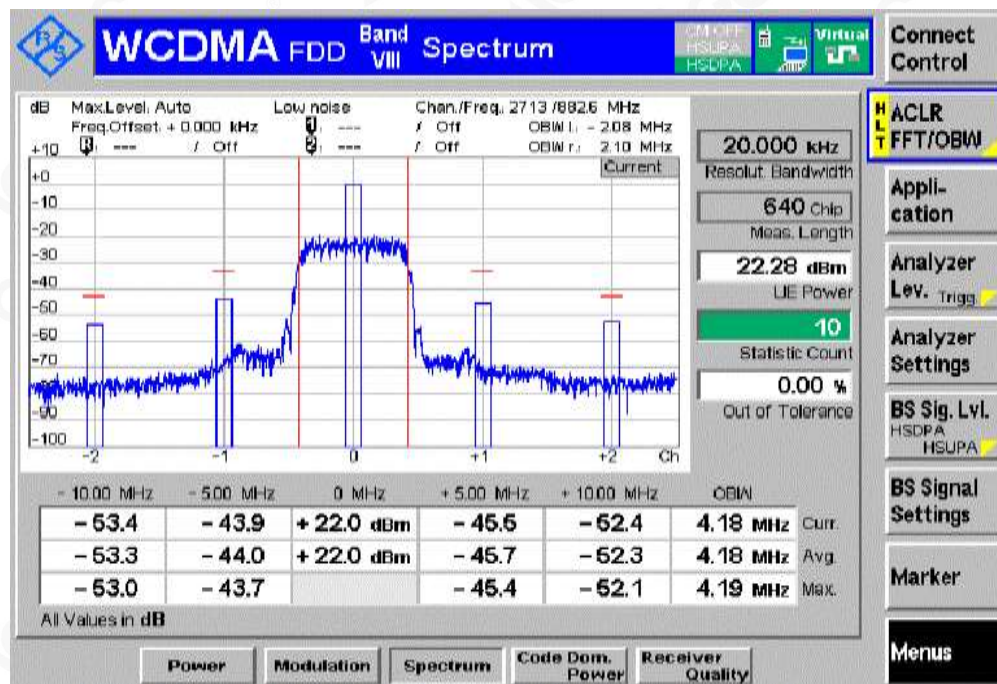 R&S
WCDMA FDD Band VIII Spectrum
CM OFF
HSUPA
HSDPA
Virtual
Connect Control
dB Max.Level: Auto Low noise Chan./Freq.: 2713 /882.6 MHz
Freq.Offset: + 0.000 kHz 1: --- / Off OBW l.: - 2.08 MHz
R: --- / Off 2: --- / Off OBW r.: 2.10 MHz
Current
+10
+0
-10
-20
-30
-40
-50
-60
-70
-80
-90
-100
-2 -1 0 +1 +2 Ch
20.000 kHz
Resolut. Bandwidth
640 Chip
Meas. Length
22.28 dBm
UE Power
10
Statistic Count
0.00 %
Out of Tolerance
- 10.00 MHz - 5.00 MHz 0 MHz + 5.00 MHz + 10.00 MHz OBW
- 53.4 - 43.9 + 22.0 dBm - 45.5 - 52.4 4.18 MHz Curr.
- 53.3 - 44.0 + 22.0 dBm - 45.7 - 52.3 4.18 MHz Avg.
- 53.0 - 43.7 - 45.4 - 52.1 4.19 MHz Max.
All Values in dB
HLT
ACLR
FFT/OBW
Appli-
cation
Analyzer
Lev. Trigg.
Analyzer
Settings
BS Sig. Lvl.
HSDPA
HSUPA
BS Signal
Settings
Marker
Menus
Power
Modulation
Spectrum
Code Dom.
Power
Receiver
Quality